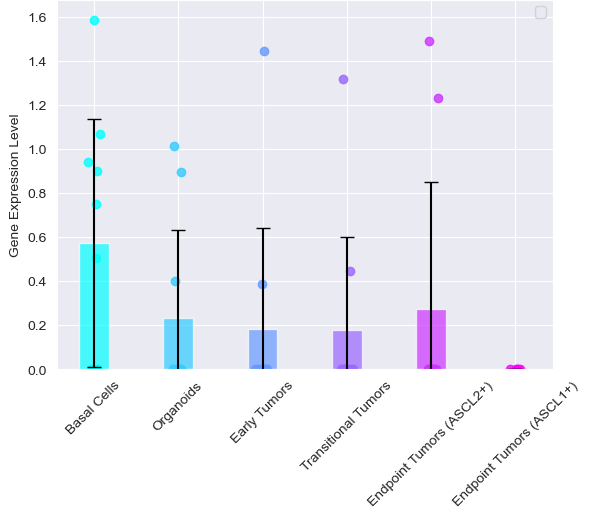 1.6
1.4
1.2
1.0
0.8
0.6
0.4
0.2
0.0
Gene Expression Level
Basal Cells
Organoids
Early Tumors
Transitional Tumors
Endpoint Tumors (ASCL2+)
Endpoint Tumors (ASCL1+)